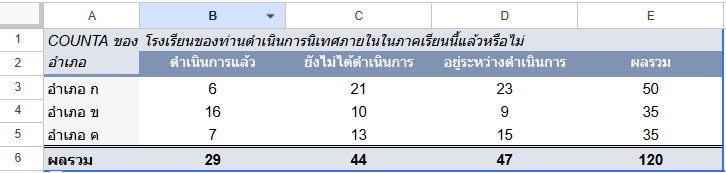 A B C D E
1 COUNTA ของ โรงเรียนของท่านดำเนินการนิเทศภายในในภาคเรียนนี้แล้วหรือไม่
2 อำเภอ ดำเนินการแล้ว ยังไม่ได้ดำเนินการ อยู่ระหว่างดำเนินการ ผลรวม
3 อำเภอ ก 6 21 23 50
4 อำเภอ ข 16 10 9 35
5 อำเภอ ค 7 13 15 35
6 ผลรวม 29 44 47 120